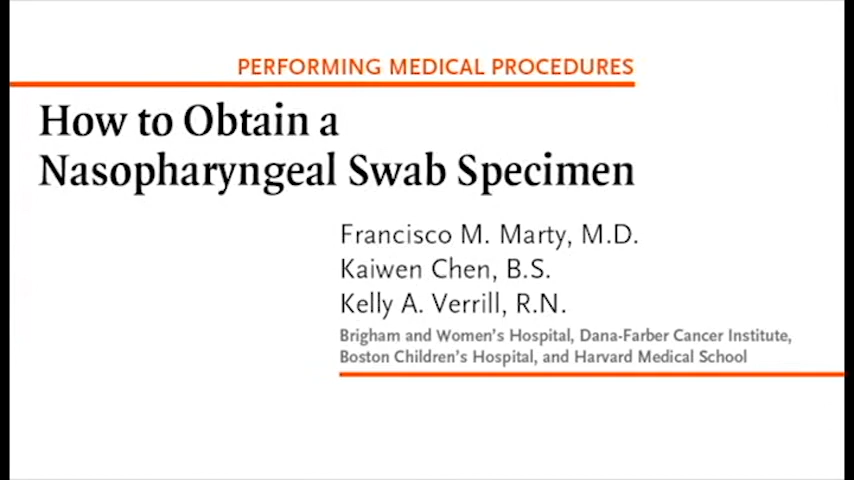 PERFORMING MEDICAL PROCEDURES
How to Obtain a
Nasopharyngeal Swab Specimen
Francisco M. Marty, M.D.
Kaiwen Chen, B.S.
Kelly A. Verrill, R.N.
Brigham and Women's Hospital, Dana-Farber Cancer Institute,
Boston Children's Hospital, and Harvard Medical School